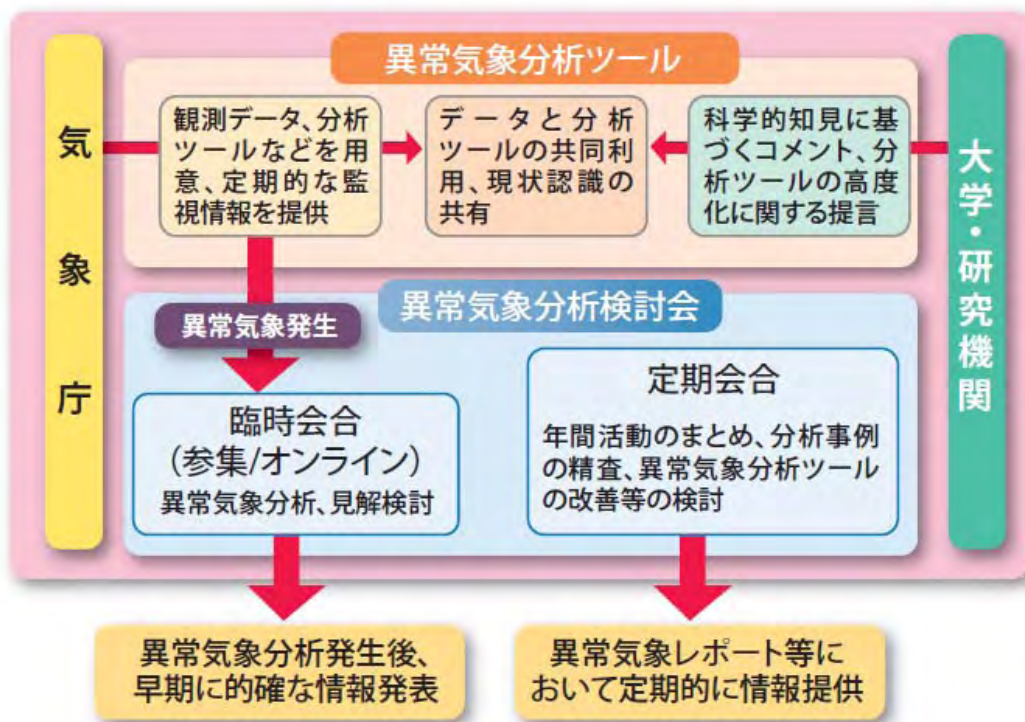 異常気象分析ツール
気象庁
観測データ、分析
ツールなどを用
意、定期的な監
視情報を提供
データと分析
ツールの共同利
用、現状認識の
共有
科学的知見に基
づくコメント、分
析ツールの高度
化に関する提言
大学・研究機関
異常気象発生
異常気象分析検討会
臨時会合
（参集/オンライン）
異常気象分析、見解検討
定期会合
年間活動のまとめ、分析事例
の精査、異常気象分析ツール
の改善等の検討
異常気象分析発生後、
早期に的確な情報発表
異常気象レポート等に
おいて定期的に情報提供